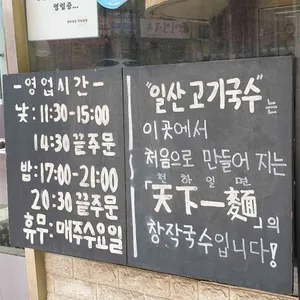 영업중...
-영업시간-
낮:11:30-15:00
14:30 끝주문
밤:17:00-21:00
20:30 끝주문
휴무:매주수요일
"일산 고기국수"는
이곳에서
처음으로 만들어 지는
천하일면
「天下一麵」의
창작국수입니다!